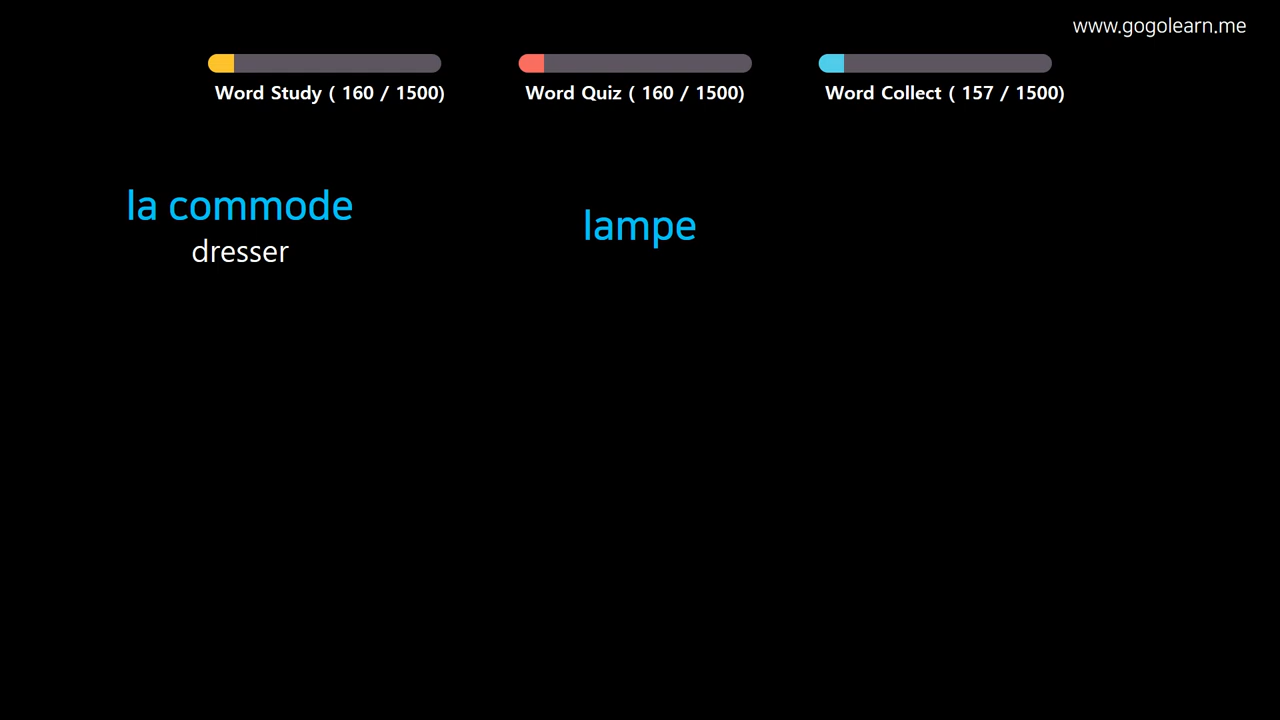 www.gogolearn.me
Word Study ( 160 / 1500)
Word Quiz ( 160 / 1500)
Word Collect ( 157 / 1500)
la commode
dresser
lampe